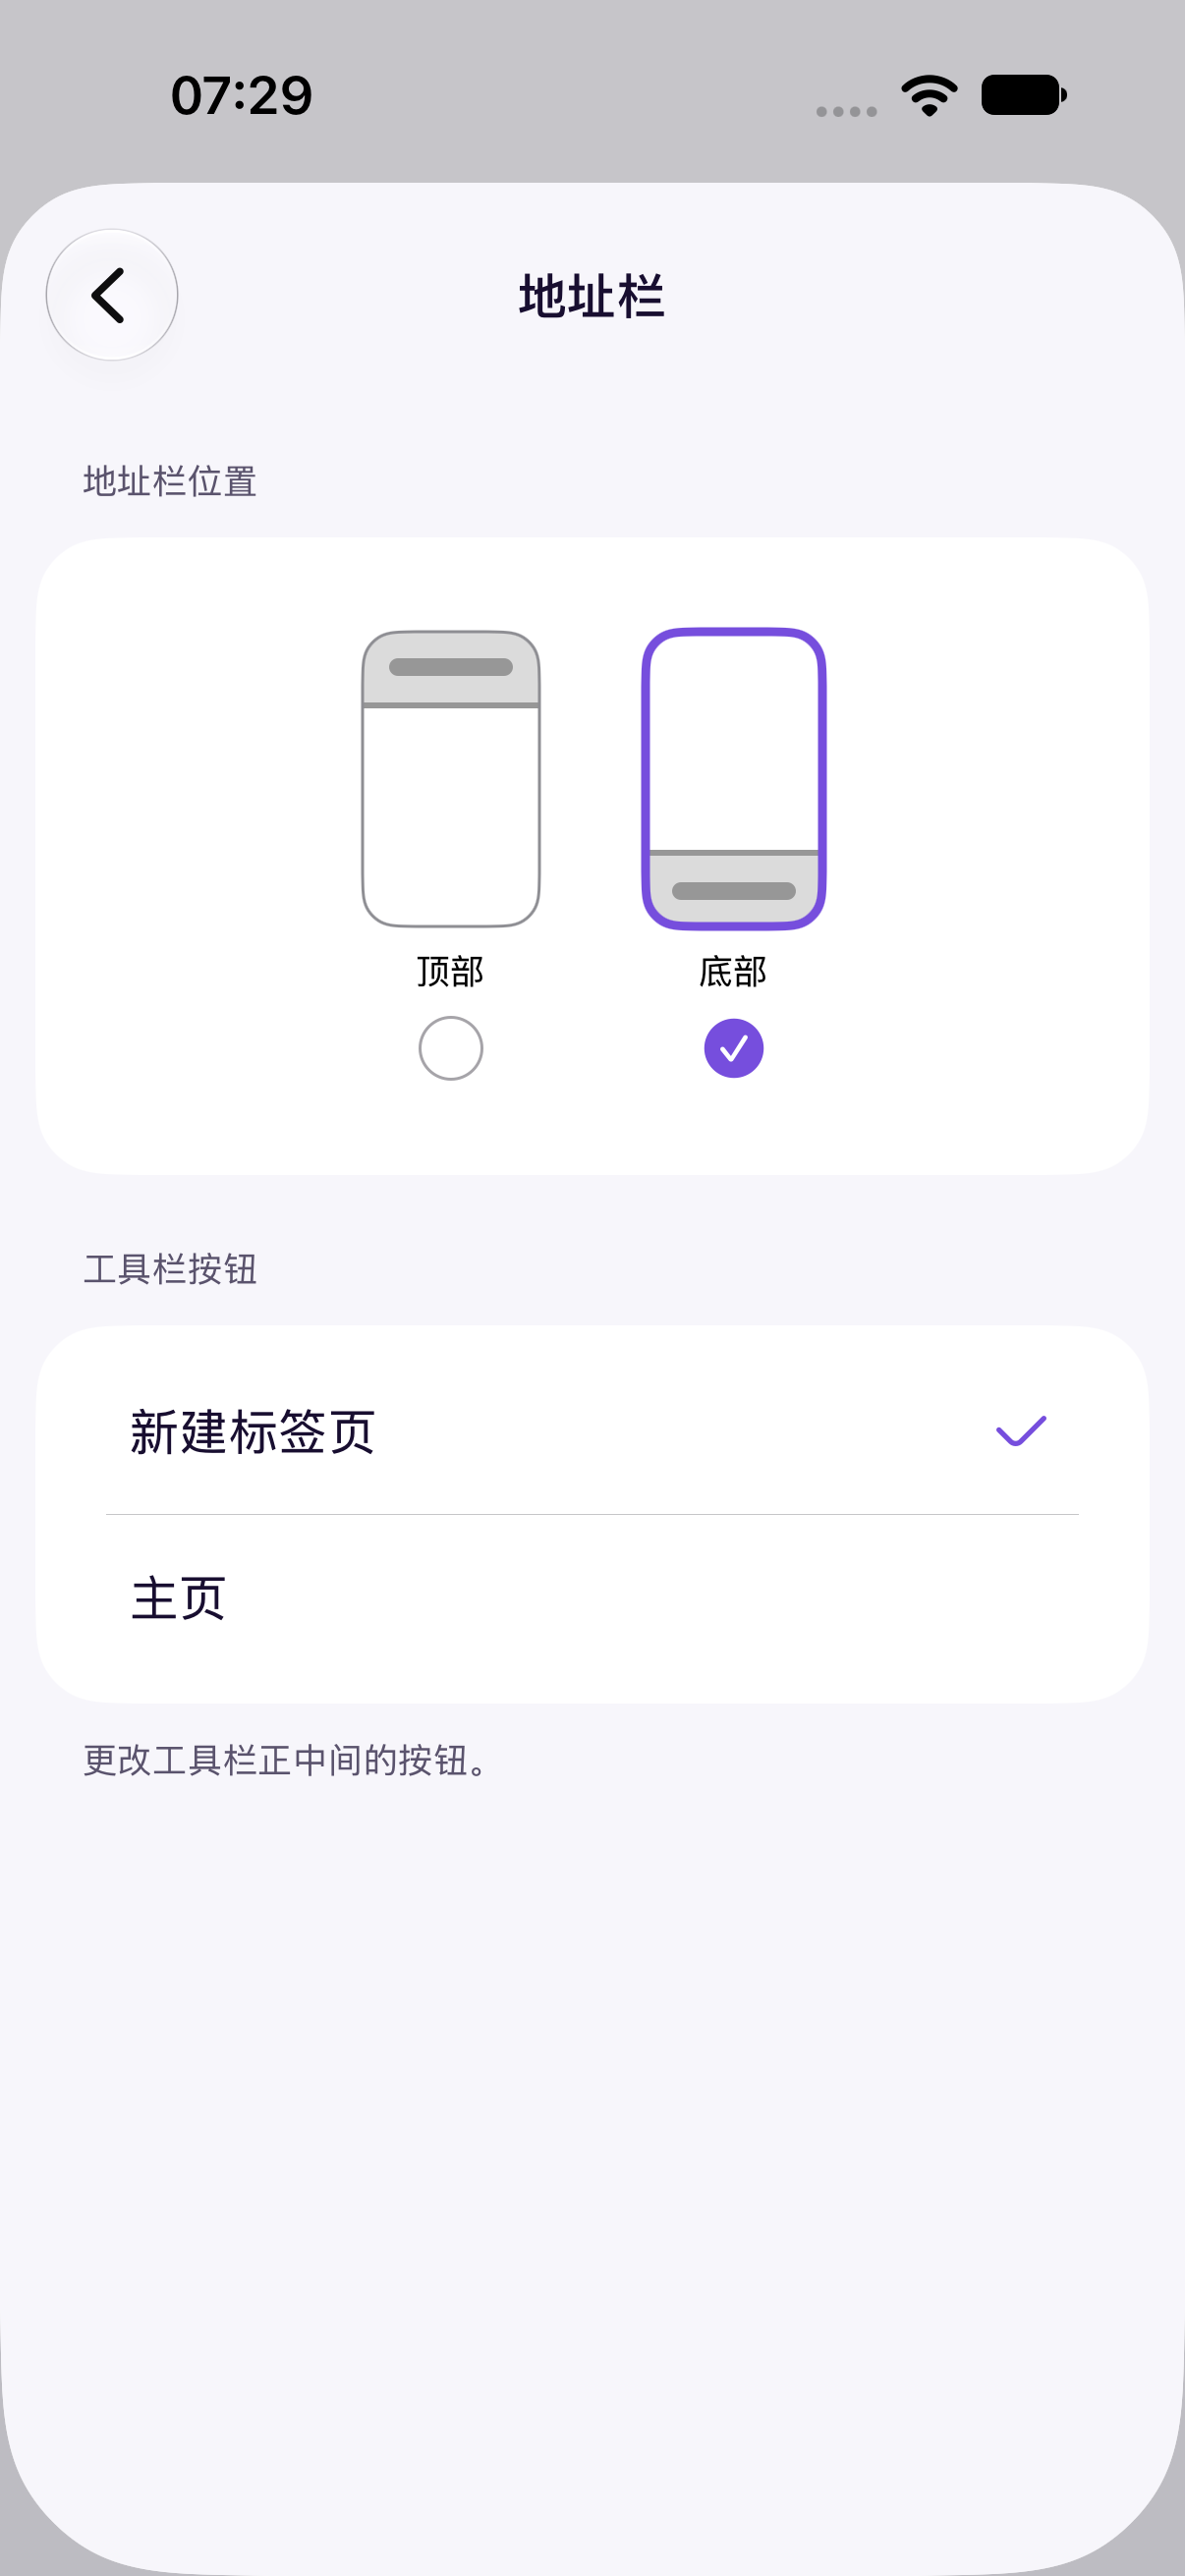 07:29
地址栏
地址栏位置
顶部
底部
工具栏按钮
新建标签页
主页
更改工具栏正中间的按钮。